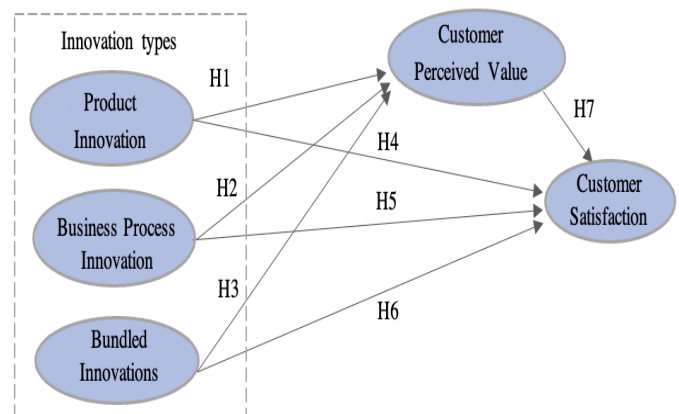 Innovation types
Customer
Perceived Value
H1
Product
Innovation
H7
H4
H2
Customer
Satisfaction
H5
Business Process
Innovation
H3
H6
Bundled
Innovations